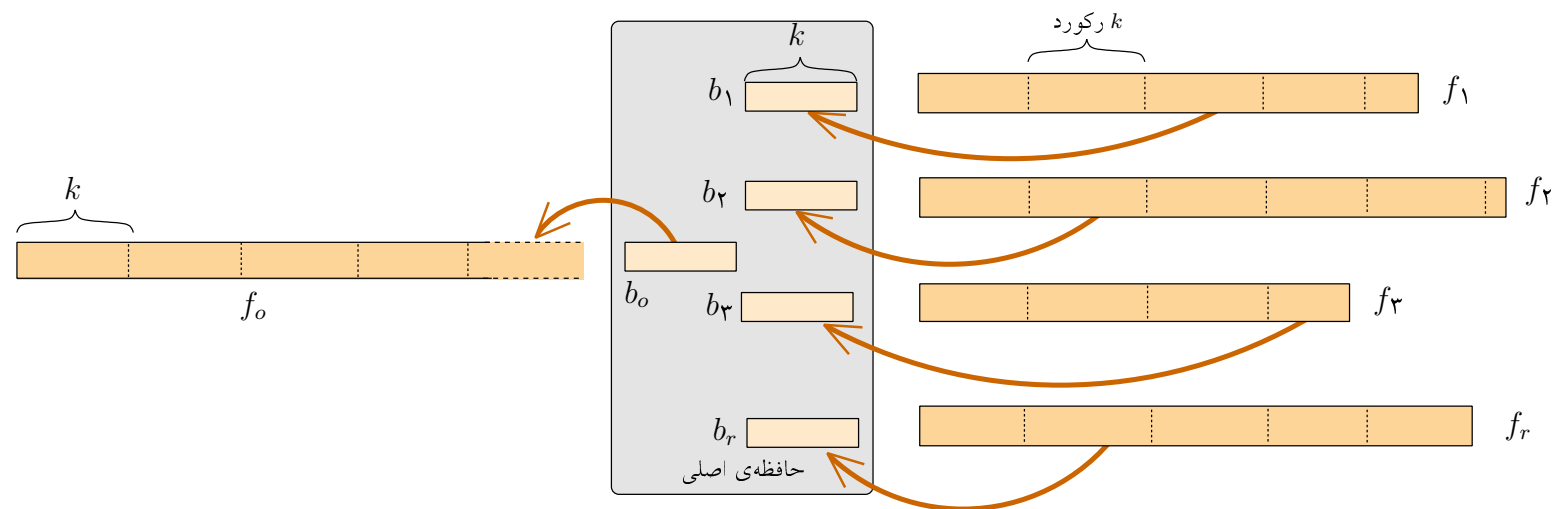 k رکورد
k
b۱
f۱
b۲
f۲
k
b_o
b۳
f۳
f_o
b_r
f_r
حافظه‌ی اصلی